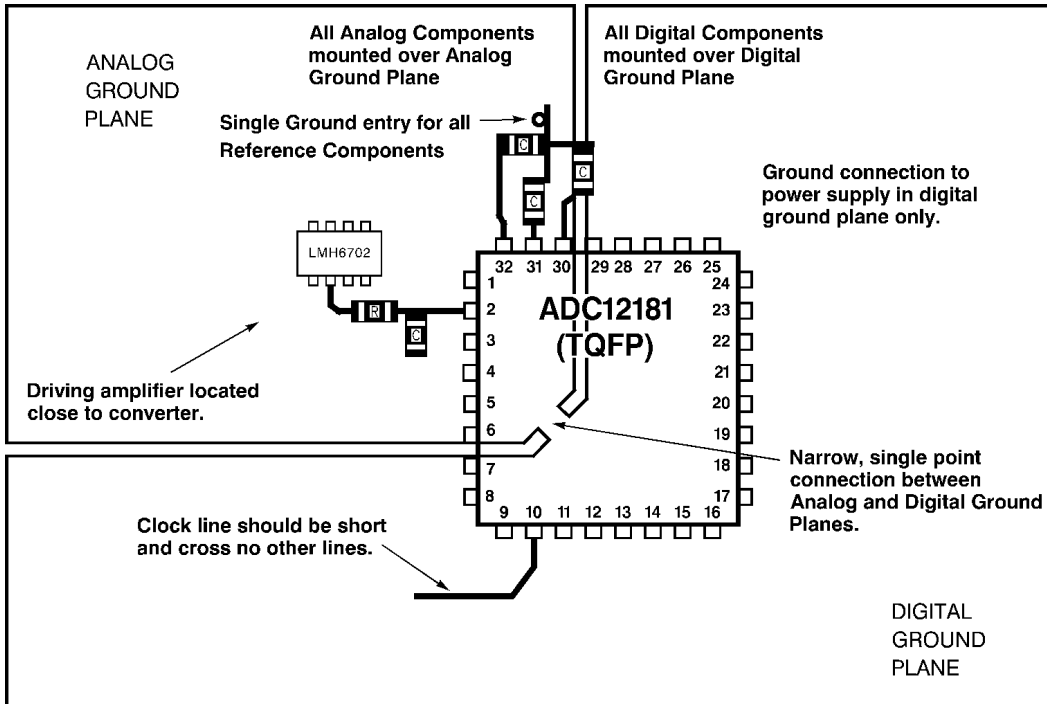 All Analog Components
mounted over Analog
Ground Plane
All Digital Components
mounted over Digital
Ground Plane
ANALOG
GROUND
PLANE
Single Ground entry for all
Reference Components
C
C
C
Ground connection to
power supply in digital
ground plane only.
LMH6702
R
C
32 31 30 29 28 27 26 25
1
2
3
4
5
6
7
8
ADC12181
(TQFP)
24
23
22
21
20
19
18
17
9 10 11 12 13 14 15 16
Driving amplifier located
close to converter.
Narrow, single point
connection between
Analog and Digital Ground
Planes.
Clock line should be short
and cross no other lines.
DIGITAL
GROUND
PLANE